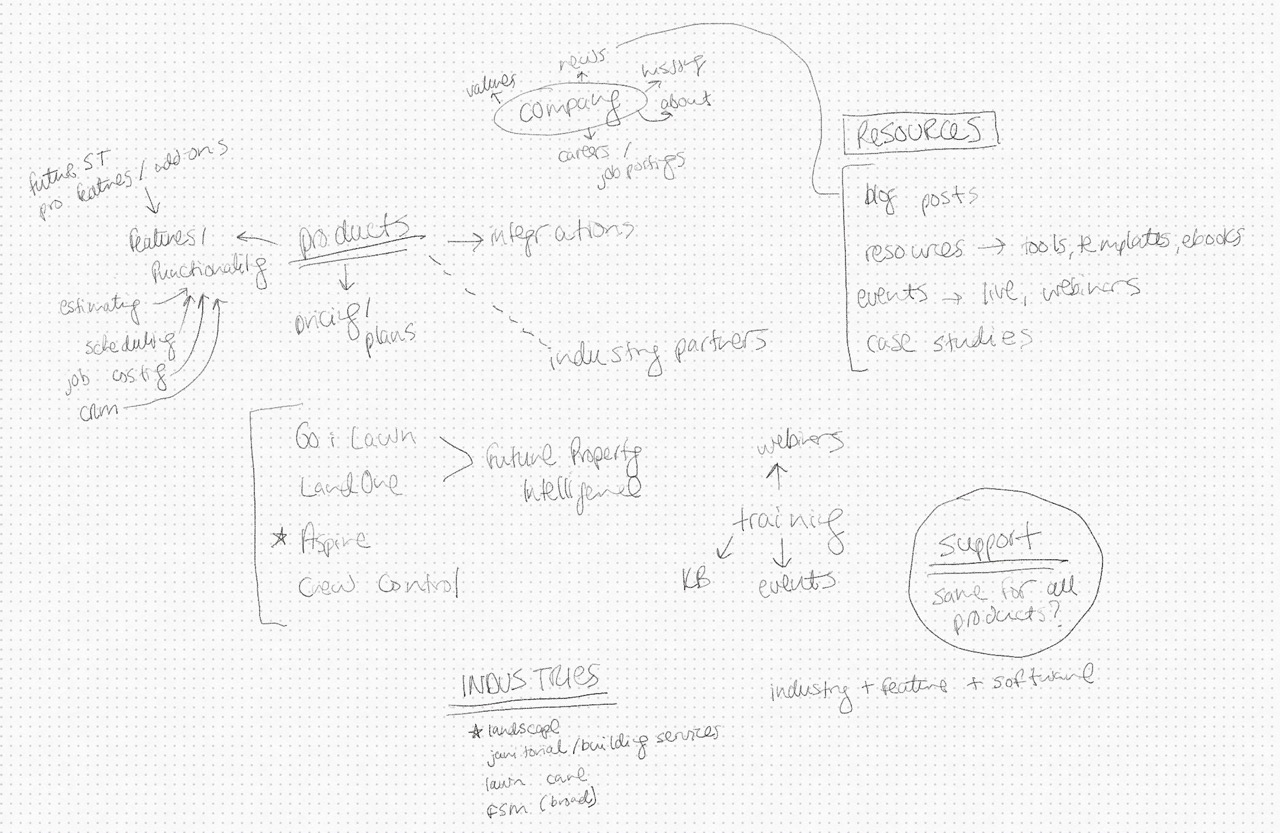 news
values
mission
company
about
careers /
job postings
RESOURCES
future ST
pro features / add-ons
blog posts
features /
functionality
products
integrations
resources → tools, templates, ebooks
estimating
events → live, webinars
pricing /
plans
scheduling
industry partners
case studies
job costing
CRM
Go i Lawn
LandOne
Future Property
Intelligence
★ Aspire
Crew Control
webinars
training
KB
events
support
same for all
products?
INDUSTRIES
industry + feature + software
★ landscape
janitorial / building services
lawn care
FSM (broad)